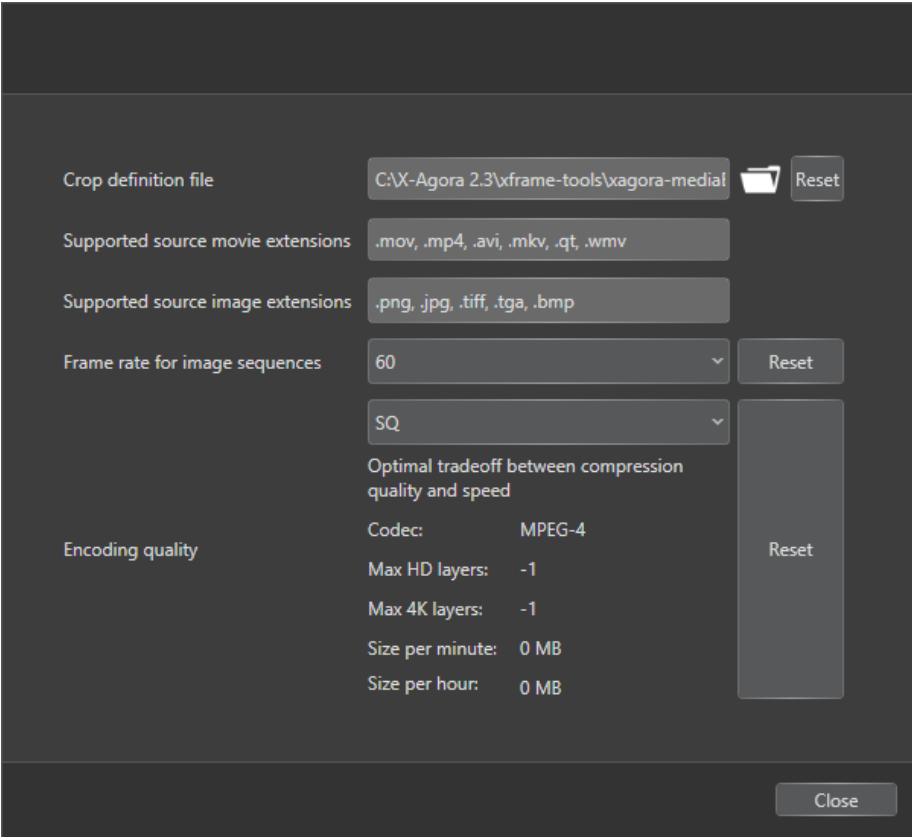 Crop definition file C:\X-Agora 2.3\xframe-tools\xagora-media Reset
Supported source movie extensions .mov, .mp4, .avi, .mkv, .qt, .wmv
Supported source image extensions .png, .jpg, .tiff, .tga, .bmp
Frame rate for image sequences 60 Reset
SQ
Optimal tradeoff between compression
quality and speed
Codec: MPEG-4
Encoding quality Reset
Max HD layers: -1
Max 4K layers: -1
Size per minute: 0 MB
Size per hour: 0 MB
Close